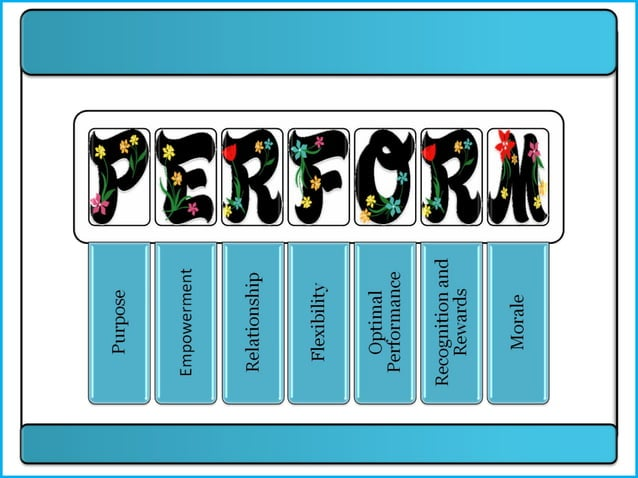 PERFORM
Purpose
Empowerment
Relationship
Flexibility
Optimal
Performance
Recognition and
Rewards
Morale